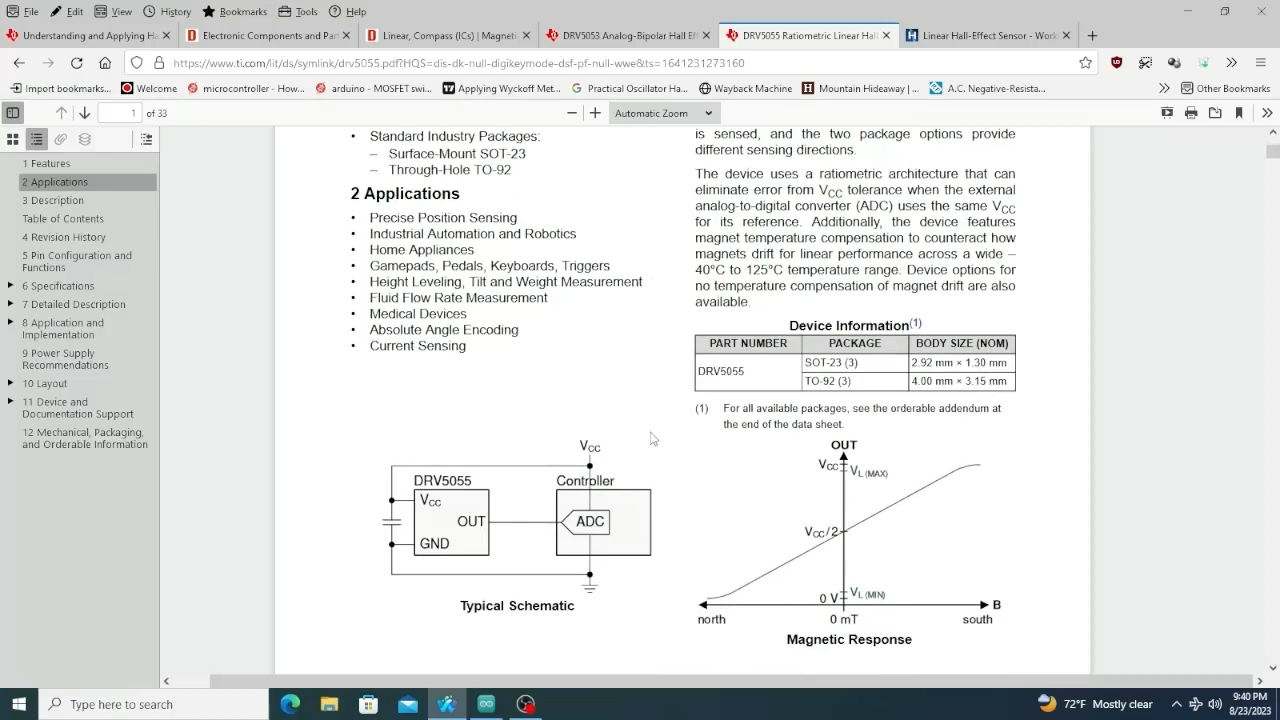 File Edit View History Bookmarks Tools Help
Understanding and Applying Ha
Electronic Components and Part
Linear, Compass (ICs) | Magneti
DRV5053 Analog-Bipolar Hall Ef
DRV5055 Ratiometric Linear Hall
Linear Hall-Effect Sensor - Work
https://www.ti.com/lit/ds/symlink/drv5055.pdf?HQS=dis-dk-null-digikeymode-dsf-pf-null-wwe&ts=1641231273160
Import bookmarks...
Welcome
microcontroller - How...
arduino - MOSFET swi...
Applying Wyckoff Met...
Practical Oscillator Ha...
Wayback Machine
Mountain Hideaway ...
A.C. Negative-Resista...
Other Bookmarks
1 of 33
Automatic Zoom
1 Features
2 Applications
3 Description
Table of Contents
4 Revision History
5 Pin Configuration and
Functions
6 Specifications
7 Detailed Description
8 Application and
Implementation
9 Power Supply
Recommendations
10 Layout
11 Device and
Documentation Support
12 Mechanical, Packaging,
and Orderable Information
• Standard Industry Packages:
– Surface-Mount SOT-23
– Through-Hole TO-92
2 Applications
• Precise Position Sensing
• Industrial Automation and Robotics
• Home Appliances
• Gamepads, Pedals, Keyboards, Triggers
• Height Leveling, Tilt and Weight Measurement
• Fluid Flow Rate Measurement
• Medical Devices
• Absolute Angle Encoding
• Current Sensing
VCC
DRV5055
Controller
VCC
OUT
ADC
GND
Typical Schematic
is sensed, and the two package options provide
different sensing directions.
The device uses a ratiometric architecture that can
eliminate error from VCC tolerance when the external
analog-to-digital converter (ADC) uses the same VCC
for its reference. Additionally, the device features
magnet temperature compensation to counteract how
magnets drift for linear performance across a wide –
40°C to 125°C temperature range. Device options for
no temperature compensation of magnet drift are also
available.
Device Information(1)
PART NUMBER PACKAGE BODY SIZE (NOM)
DRV5055
SOT-23 (3) 2.92 mm × 1.30 mm
TO-92 (3) 4.00 mm × 3.15 mm
(1) For all available packages, see the orderable addendum at
the end of the data sheet.
OUT
VCC
VL (MAX)
VCC/2
0 V
VL (MIN)
B
north 0 mT south
Magnetic Response
Type here to search
72°F Mostly clear
9:40 PM
8/23/2023